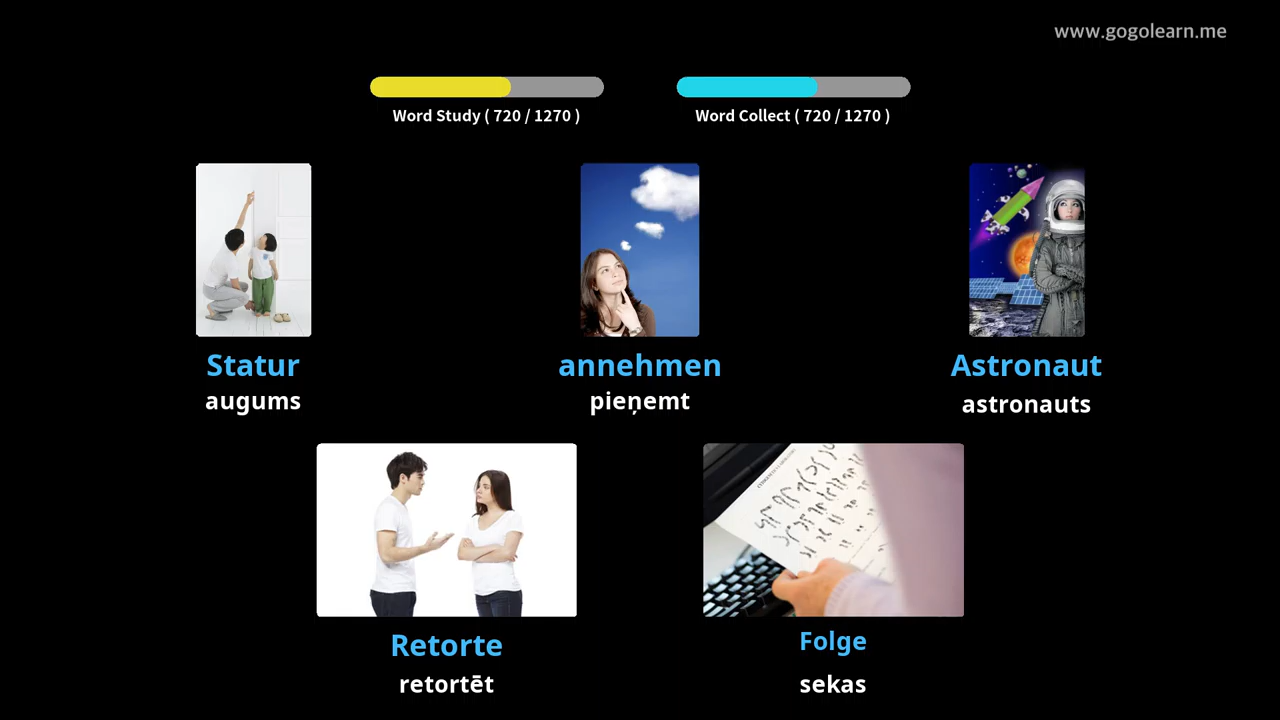 www.gogolearn.me
Word Study ( 720 / 1270 )
Word Collect ( 720 / 1270 )
Statur
augums
annehmen
pieņemt
Astronaut
astronauts
Retorte
retortēt
Folge
sekas